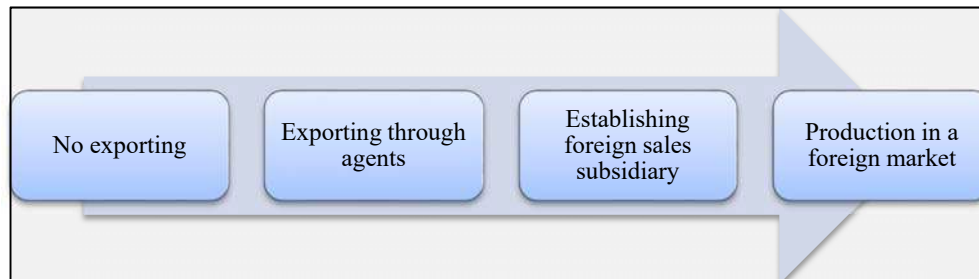 No exporting
Exporting through
agents
Establishing
foreign sales
subsidiary
Production in a
foreign market